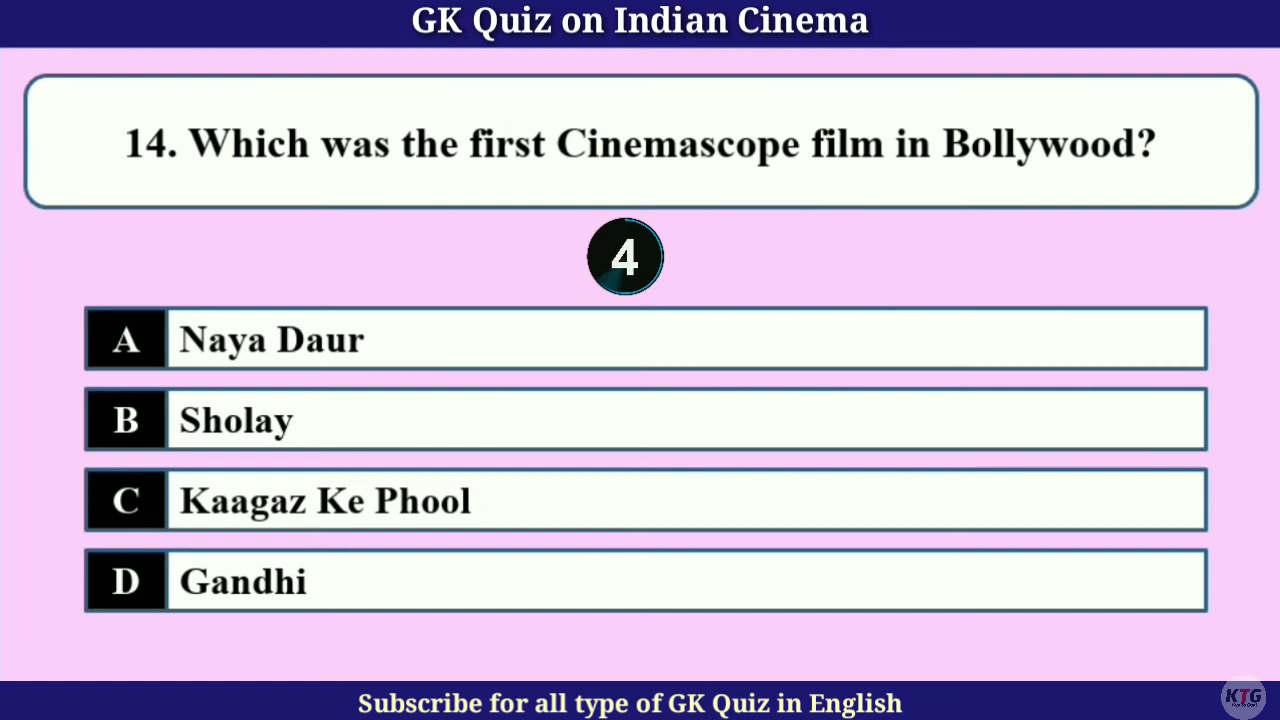 GK Quiz on Indian Cinema
14. Which was the first Cinemascope film in Bollywood?
4
A Naya Daur
B Sholay
C Kaagaz Ke Phool
D Gandhi
Subscribe for all type of GK Quiz in English
KTG